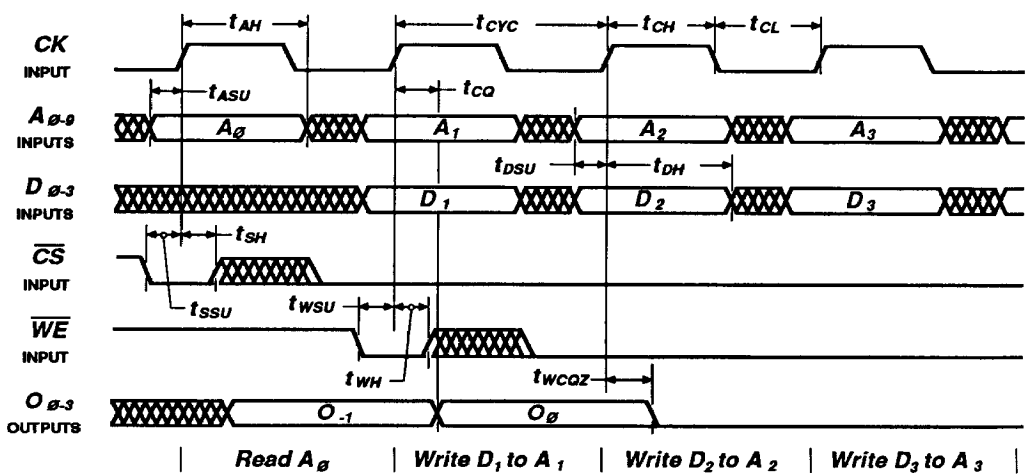 tAH tCYC tCH tCL
CK
INPUT
tASU tCQ
AØ-9
INPUTS
AØ A1 A2 A3
tDSU tDH
DØ-3
INPUTS
D1 D2 D3
tSH
CS
INPUT
tSSU tWSU
WE
INPUT
tWH tWCQZ
OØ-3
OUTPUTS
O-1 OØ
Read AØ Write D1 to A1 Write D2 to A2 Write D3 to A3